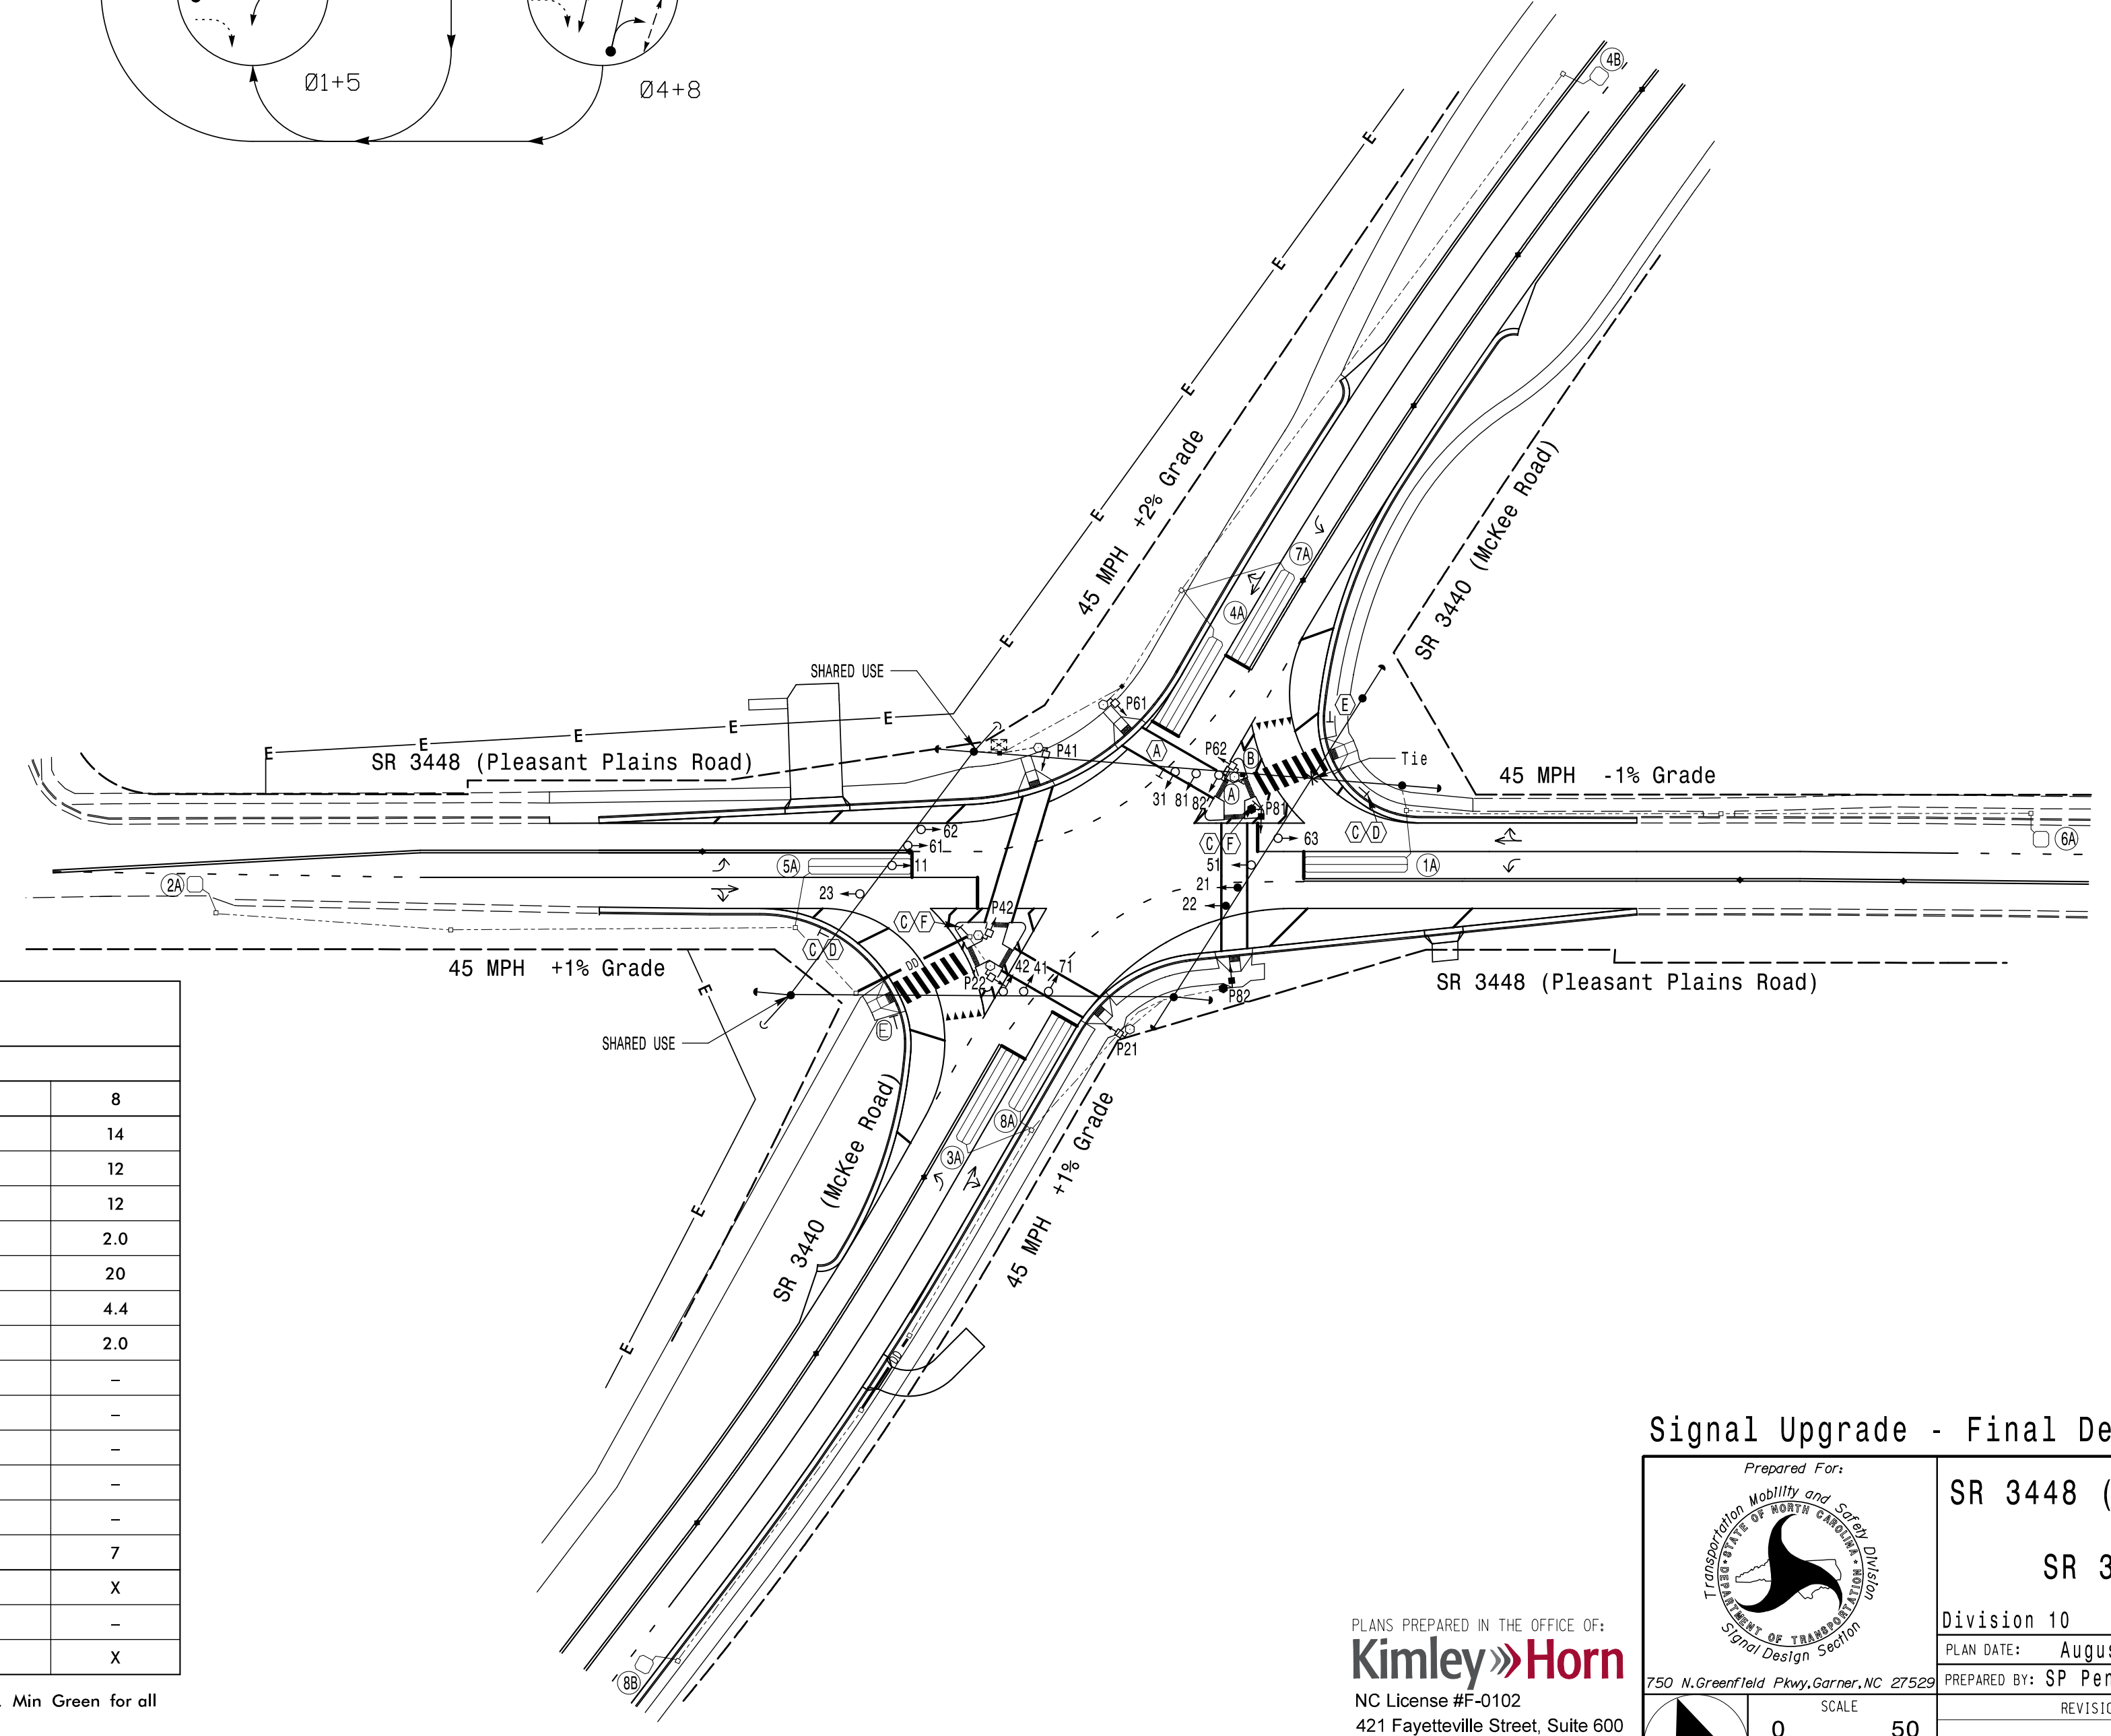 Ø1+5
Ø4+8
4B
E
E
E
E
E
45 MPH +2% Grade
7A
4A
SR 3440 (McKee Road)
SHARED USE
P61
E
P41
A
P62
B
Tie
E
E
E
E
E
SR 3448 (Pleasant Plains Road)
45 MPH -1% Grade
31 81 82
A
P81
62
61
11
C F
63
C D
6A
2A
5A
23
51
21
22
1A
C F
P42
C D
DD
42 41 71
P22
P82
P21
45 MPH +1% Grade
SR 3448 (Pleasant Plains Road)
E
SHARED USE
E
8A
3A
45 MPH +1% Grade
SR 3440 (McKee Road)
E
E
8B
8
14
12
12
2.0
20
4.4
2.0
–
–
–
–
–
7
X
–
X
. Min Green for all
Signal Upgrade - Final De
Prepared For:
Transportation Mobility and Safety Division
STATE OF NORTH CAROLINA
DEPARTMENT OF TRANSPORTATION
Signal Design Section
750 N.Greenfield Pkwy,Garner,NC 27529
SR 3448 (
SR 3
Division 10
PLAN DATE: Augus
PREPARED BY: SP Pen
REVISIO
SCALE
0 50
PLANS PREPARED IN THE OFFICE OF:
Kimley»Horn
NC License #F-0102
421 Fayetteville Street, Suite 600